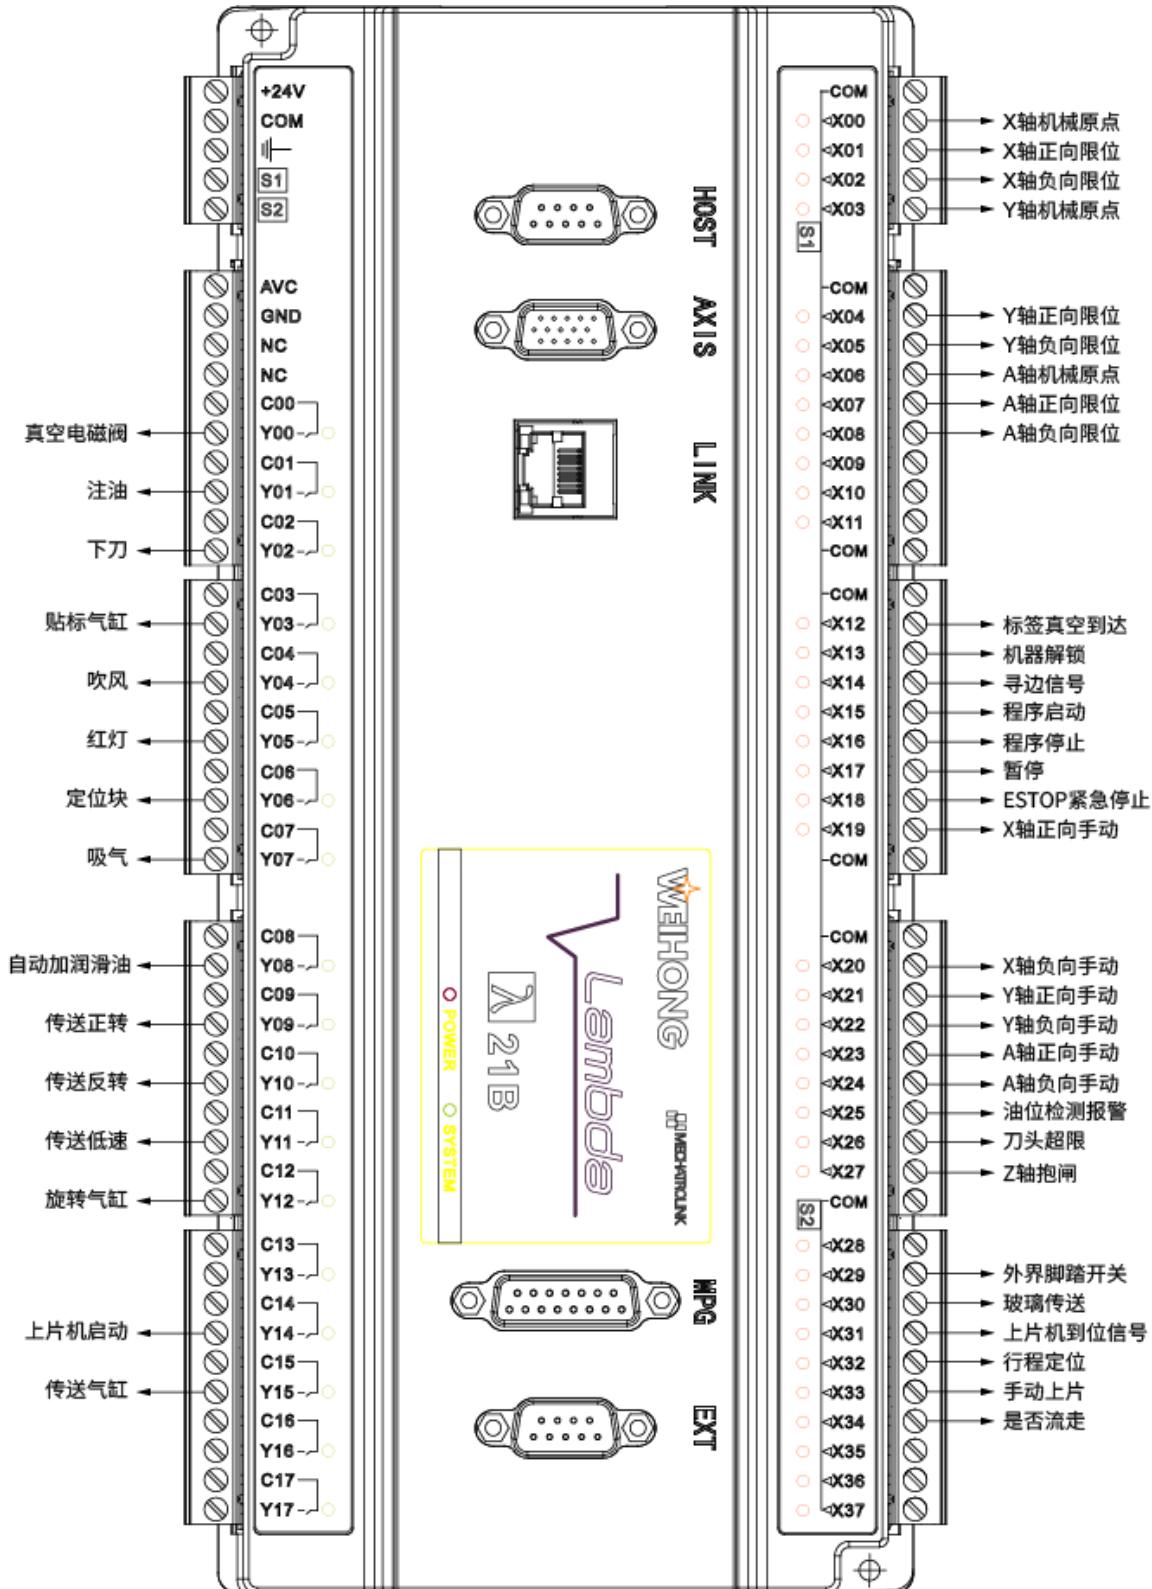 +24V
COM
S1
S2
AVC
GND
NC
NC
C00
真空电磁阀 Y00
C01
注油 Y01
C02
下刀 Y02
C03
贴标气缸 Y03
C04
吹风 Y04
C05
红灯 Y05
C06
定位块 Y06
C07
吸气 Y07
C08
自动加润滑油 Y08
C09
传送正转 Y09
C10
传送反转 Y10
C11
传送低速 Y11
C12
旋转气缸 Y12
C13
Y13
C14
上片机启动 Y14
C15
传送气缸 Y15
C16
Y16
C17
Y17
HOST
AXIS
LINK
WEIHONG
Lambda
λ 21B
MECHATROLINK
POWER
SYSTEM
MPG
EXT
COM
X00 X轴机械原点
X01 X轴正向限位
X02 X轴负向限位
X03 Y轴机械原点
S1
COM
X04 Y轴正向限位
X05 Y轴负向限位
X06 A轴机械原点
X07 A轴正向限位
X08 A轴负向限位
X09
X10
X11
COM
COM
X12 标签真空到达
X13 机器解锁
X14 寻边信号
X15 程序启动
X16 程序停止
X17 暂停
X18 ESTOP紧急停止
X19 X轴正向手动
COM
COM
X20 X轴负向手动
X21 Y轴正向手动
X22 Y轴负向手动
X23 A轴正向手动
X24 A轴负向手动
X25 油位检测报警
X26 刀头超限
X27 Z轴抱闸
S2 COM
X28
X29 外界脚踏开关
X30 玻璃传送
X31 上片机到位信号
X32 行程定位
X33 手动上片
X34 是否流走
X35
X36
X37